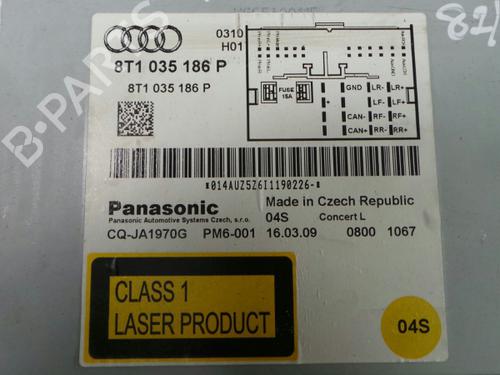 82
0310
H01
8T1 035 186 P
8T1 035 186 P
GND LR- LR+
FUSE 15A
+ LF- LF+
CAN- RF- RF+
CAN+ RR- RR+
*014AUZ5Z6I1190226-*
Panasonic Made in Czech Republic
Panasonic Automotive Systems Czech, s.r.o. 04S Concert L
CQ-JA1970G PM6-001 16.03.09 0800 1067
CLASS 1
LASER PRODUCT
04S